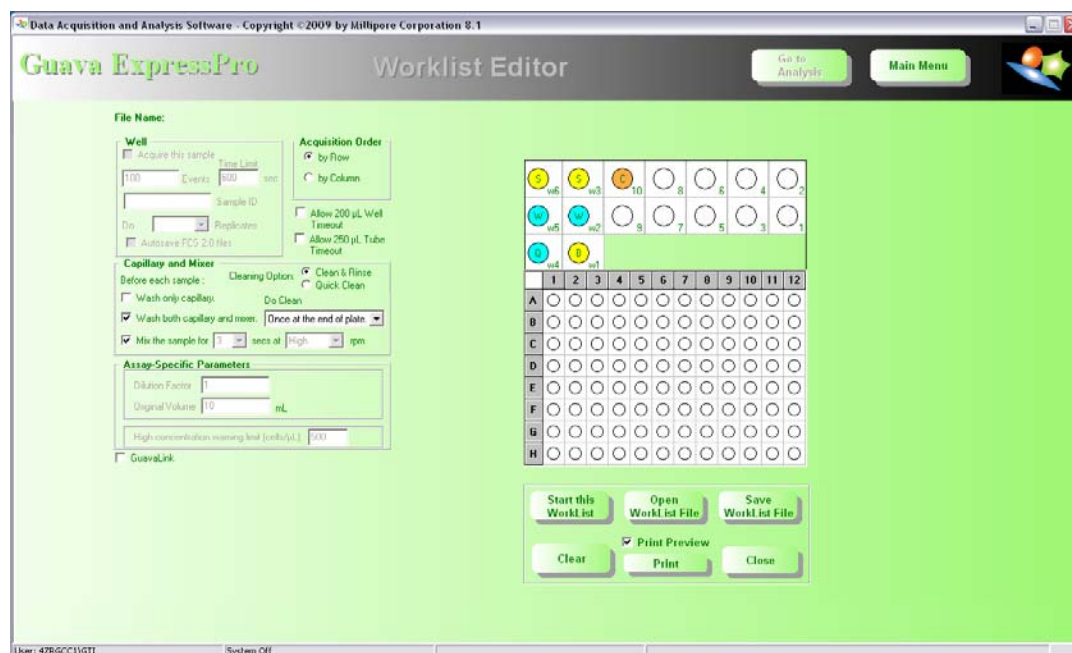 Data Acquisition and Analysis Software - Copyright ©2009 by Millipore Corporation 8.1
Guava ExpressPro
Worklist Editor
Go to
Analysis
Main Menu
File Name:
Well
Acquire this sample
Time Limit
100 Events 600 sec
Sample ID
Do Replicates
Autosave FCS 2.0 files
Acquisition Order
by Row
by Column
Allow 200 µL Well
Timeout
Allow 250 µL Tube
Timeout
Capillary and Mixer
Before each sample : Cleaning Option: Clean & Rinse
Quick Clean
Wash only capillary. Do Clean
Wash both capillary and mixer. Once at the end of plate.
Mix the sample for 3 secs at High rpm
Assay-Specific Parameters
Dilution Factor 1
Original Volume 10 mL
High concentration warning limit (cells/µL) 500
GuavaLink
S w6 S w3 C 10 8 6 4 2
W w5 W w2 9 7 5 3 1
Q w4 B w1
1 2 3 4 5 6 7 8 9 10 11 12
A
B
C
D
E
F
G
H
Start this
WorkList
Open
WorkList File
Save
WorkList File
Print Preview
Clear
Print
Close
User: 47RGCC1\GTI System Off